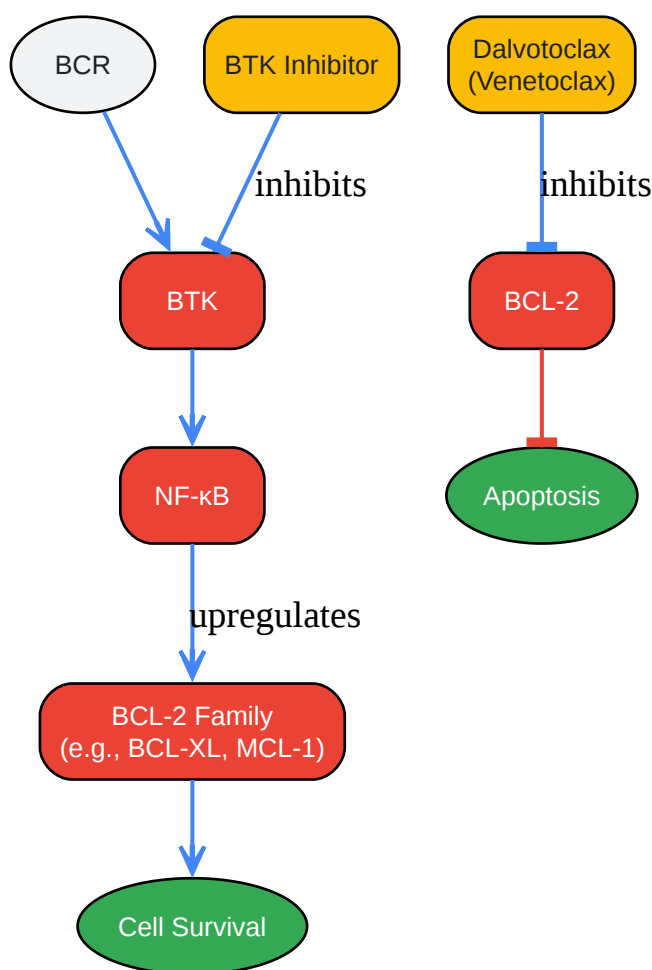 BCR
BTK Inhibitor
Dalvotoclax
(Venetoclax)
inhibits
inhibits
BTK
BCL-2
NF-κB
Apoptosis
upregulates
BCL-2 Family
(e.g., BCL-XL, MCL-1)
Cell Survival